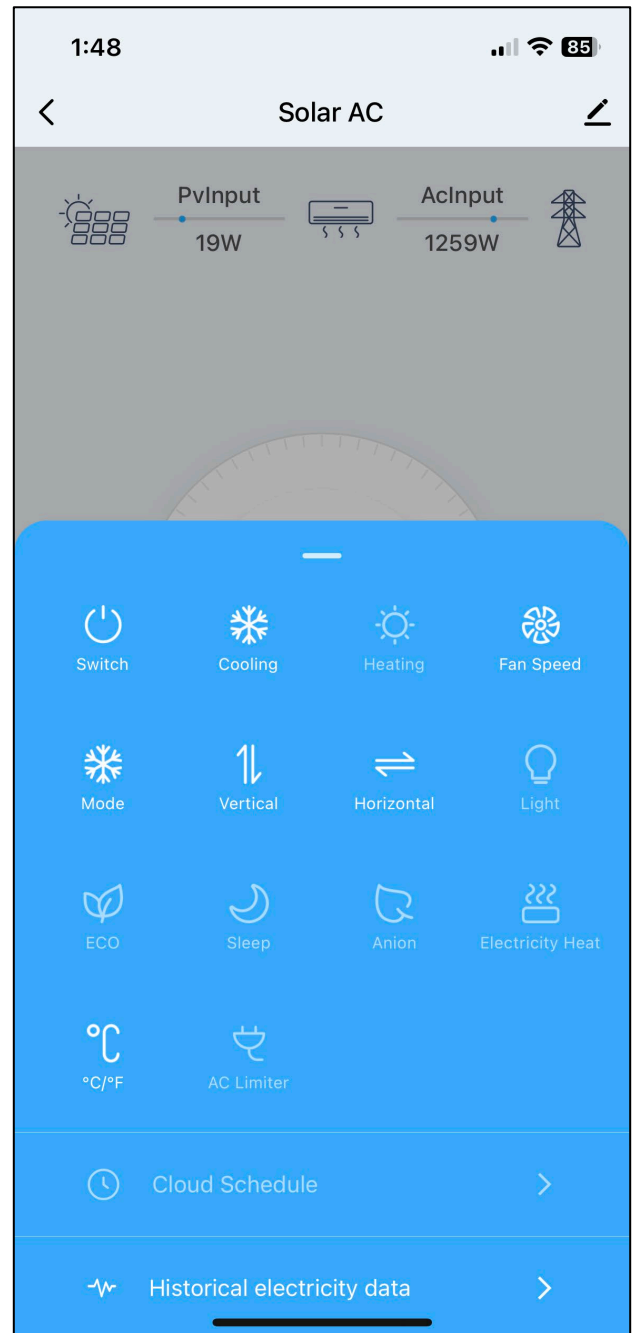 1:48
85
Solar AC
PvInput
AcInput
19W
1259W
Switch
Cooling
Heating
Fan Speed
Mode
Vertical
Horizontal
Light
ECO
Sleep
Anion
Electricity Heat
°C
°C/°F
AC Limiter
Cloud Schedule
Historical electricity data